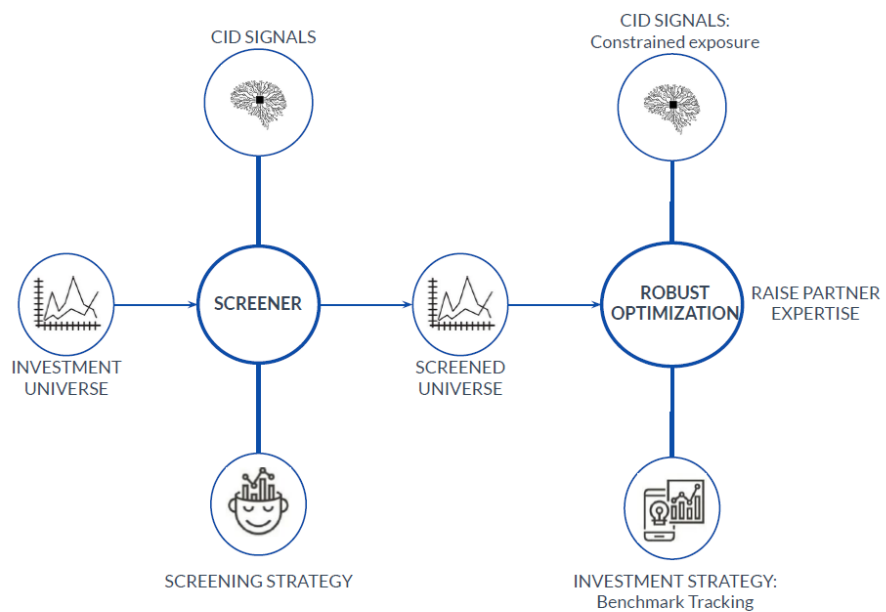 CID SIGNALS
CID SIGNALS:
Constrained exposure
SCREENER
ROBUST
OPTIMIZATION
RAISE PARTNER
EXPERTISE
INVESTMENT
UNIVERSE
SCREENED
UNIVERSE
SCREENING STRATEGY
INVESTMENT STRATEGY:
Benchmark Tracking